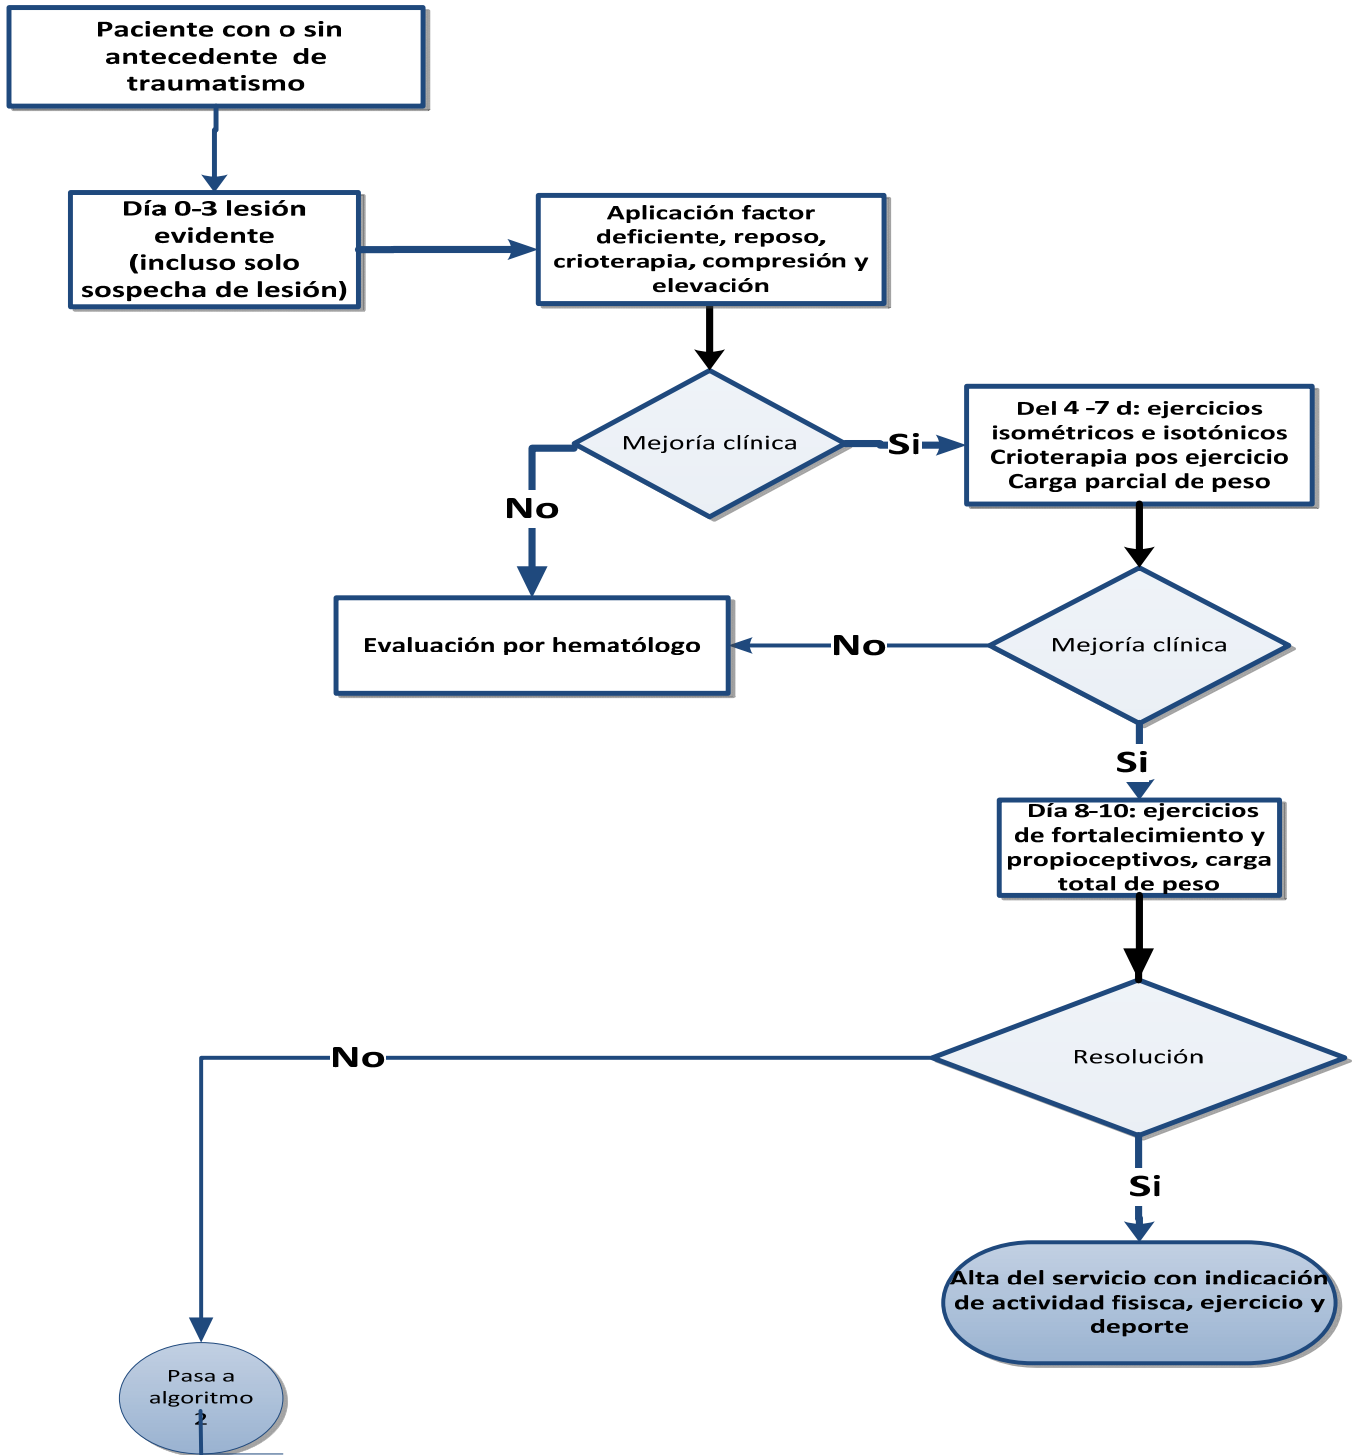 Paciente con o sin
antecedente de
traumatismo
Día 0-3 lesión
evidente
(incluso solo
sospecha de lesión)
Aplicación factor
deficiente, reposo,
crioterapia, compresión y
elevación
Mejoría clínica
Si
No
Del 4 -7 d: ejercicios
isométricos e isotónicos
Crioterapia pos ejercicio
Carga parcial de peso
Evaluación por hematólogo
No
Mejoría clínica
Si
Día 8-10: ejercicios
de fortalecimiento y
propioceptivos, carga
total de peso
No
Resolución
Si
Alta del servicio con indicación
de actividad fisisca, ejercicio y
deporte
Pasa a
algoritmo
2